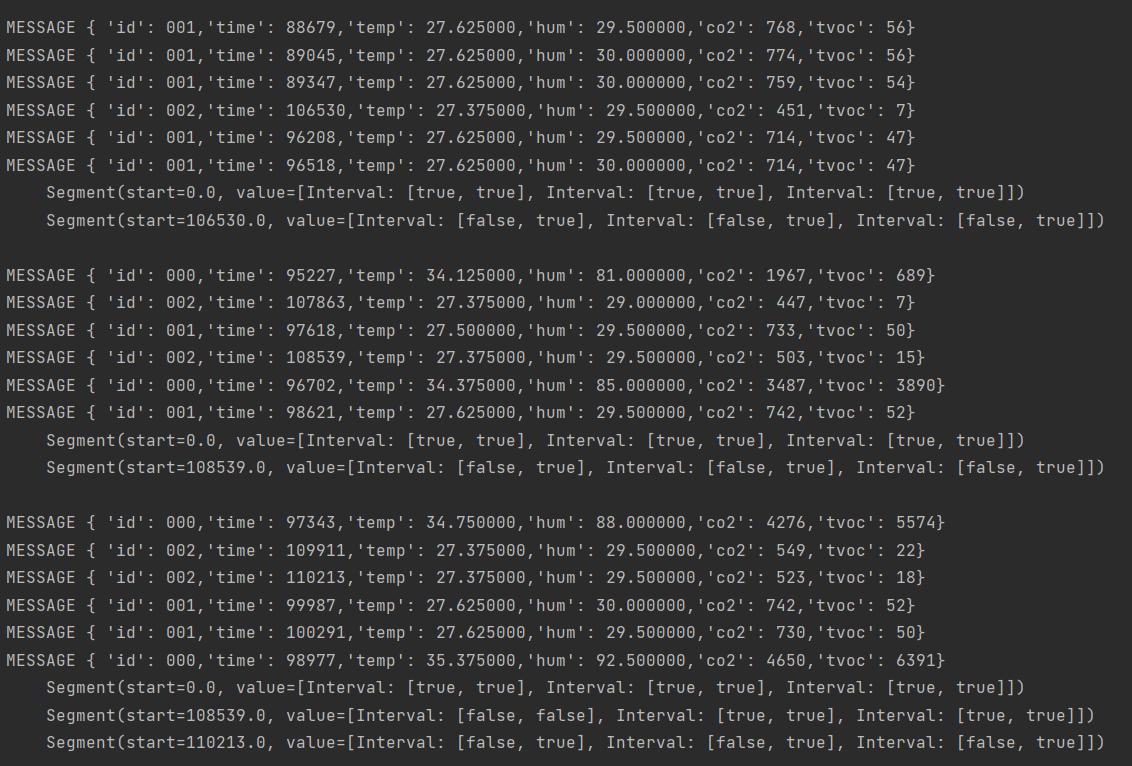 MESSAGE { 'id': 001,'time': 88679,'temp': 27.625000,'hum': 29.500000,'co2': 768,'tvoc': 56}
MESSAGE { 'id': 001,'time': 89045,'temp': 27.625000,'hum': 30.000000,'co2': 774,'tvoc': 56}
MESSAGE { 'id': 001,'time': 89347,'temp': 27.625000,'hum': 30.000000,'co2': 759,'tvoc': 54}
MESSAGE { 'id': 002,'time': 106530,'temp': 27.375000,'hum': 29.500000,'co2': 451,'tvoc': 7}
MESSAGE { 'id': 001,'time': 96208,'temp': 27.625000,'hum': 29.500000,'co2': 714,'tvoc': 47}
MESSAGE { 'id': 001,'time': 96518,'temp': 27.625000,'hum': 30.000000,'co2': 714,'tvoc': 47}
    Segment(start=0.0, value=[Interval: [true, true], Interval: [true, true], Interval: [true, true]])
    Segment(start=106530.0, value=[Interval: [false, true], Interval: [false, true], Interval: [false, true]])

MESSAGE { 'id': 000,'time': 95227,'temp': 34.125000,'hum': 81.000000,'co2': 1967,'tvoc': 689}
MESSAGE { 'id': 002,'time': 107863,'temp': 27.375000,'hum': 29.000000,'co2': 447,'tvoc': 7}
MESSAGE { 'id': 001,'time': 97618,'temp': 27.500000,'hum': 29.500000,'co2': 733,'tvoc': 50}
MESSAGE { 'id': 002,'time': 108539,'temp': 27.375000,'hum': 29.500000,'co2': 503,'tvoc': 15}
MESSAGE { 'id': 000,'time': 96702,'temp': 34.375000,'hum': 85.000000,'co2': 3487,'tvoc': 3890}
MESSAGE { 'id': 001,'time': 98621,'temp': 27.625000,'hum': 29.500000,'co2': 742,'tvoc': 52}
    Segment(start=0.0, value=[Interval: [true, true], Interval: [true, true], Interval: [true, true]])
    Segment(start=108539.0, value=[Interval: [false, true], Interval: [false, true], Interval: [false, true]])

MESSAGE { 'id': 000,'time': 97343,'temp': 34.750000,'hum': 88.000000,'co2': 4276,'tvoc': 5574}
MESSAGE { 'id': 002,'time': 109911,'temp': 27.375000,'hum': 29.500000,'co2': 549,'tvoc': 22}
MESSAGE { 'id': 002,'time': 110213,'temp': 27.375000,'hum': 29.500000,'co2': 523,'tvoc': 18}
MESSAGE { 'id': 001,'time': 99987,'temp': 27.625000,'hum': 30.000000,'co2': 742,'tvoc': 52}
MESSAGE { 'id': 001,'time': 100291,'temp': 27.625000,'hum': 29.500000,'co2': 730,'tvoc': 50}
MESSAGE { 'id': 000,'time': 98977,'temp': 35.375000,'hum': 92.500000,'co2': 4650,'tvoc': 6391}
    Segment(start=0.0, value=[Interval: [true, true], Interval: [true, true], Interval: [true, true]])
    Segment(start=108539.0, value=[Interval: [false, false], Interval: [true, true], Interval: [true, true]])
    Segment(start=110213.0, value=[Interval: [false, true], Interval: [false, true], Interval: [false, true]])